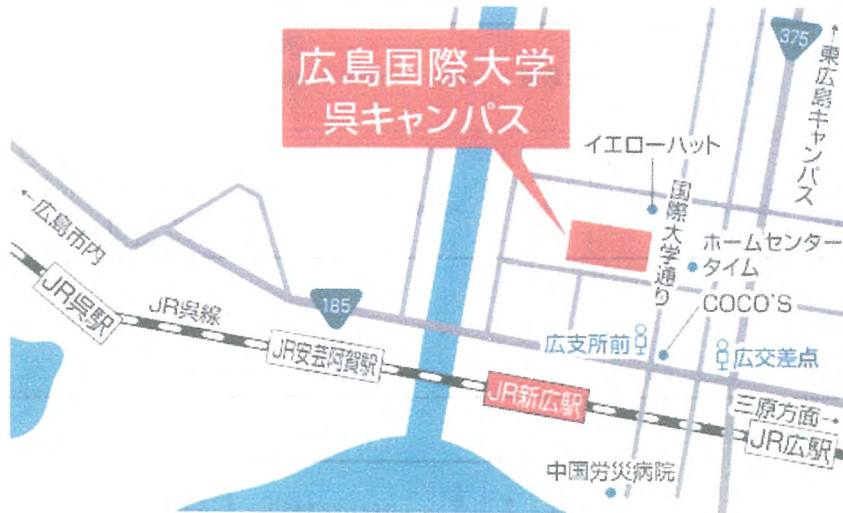 広島国際大学
呉キャンパス
375
↑東広島キャンパス
イエローハット
国際大学通り
ホームセンター
タイム
COCO'S
←広島市内
JR呉駅
JR呉線
185
JR安芸阿賀駅
広支所前
広交差点
JR新広駅
三原方面→
JR広駅
中国労災病院